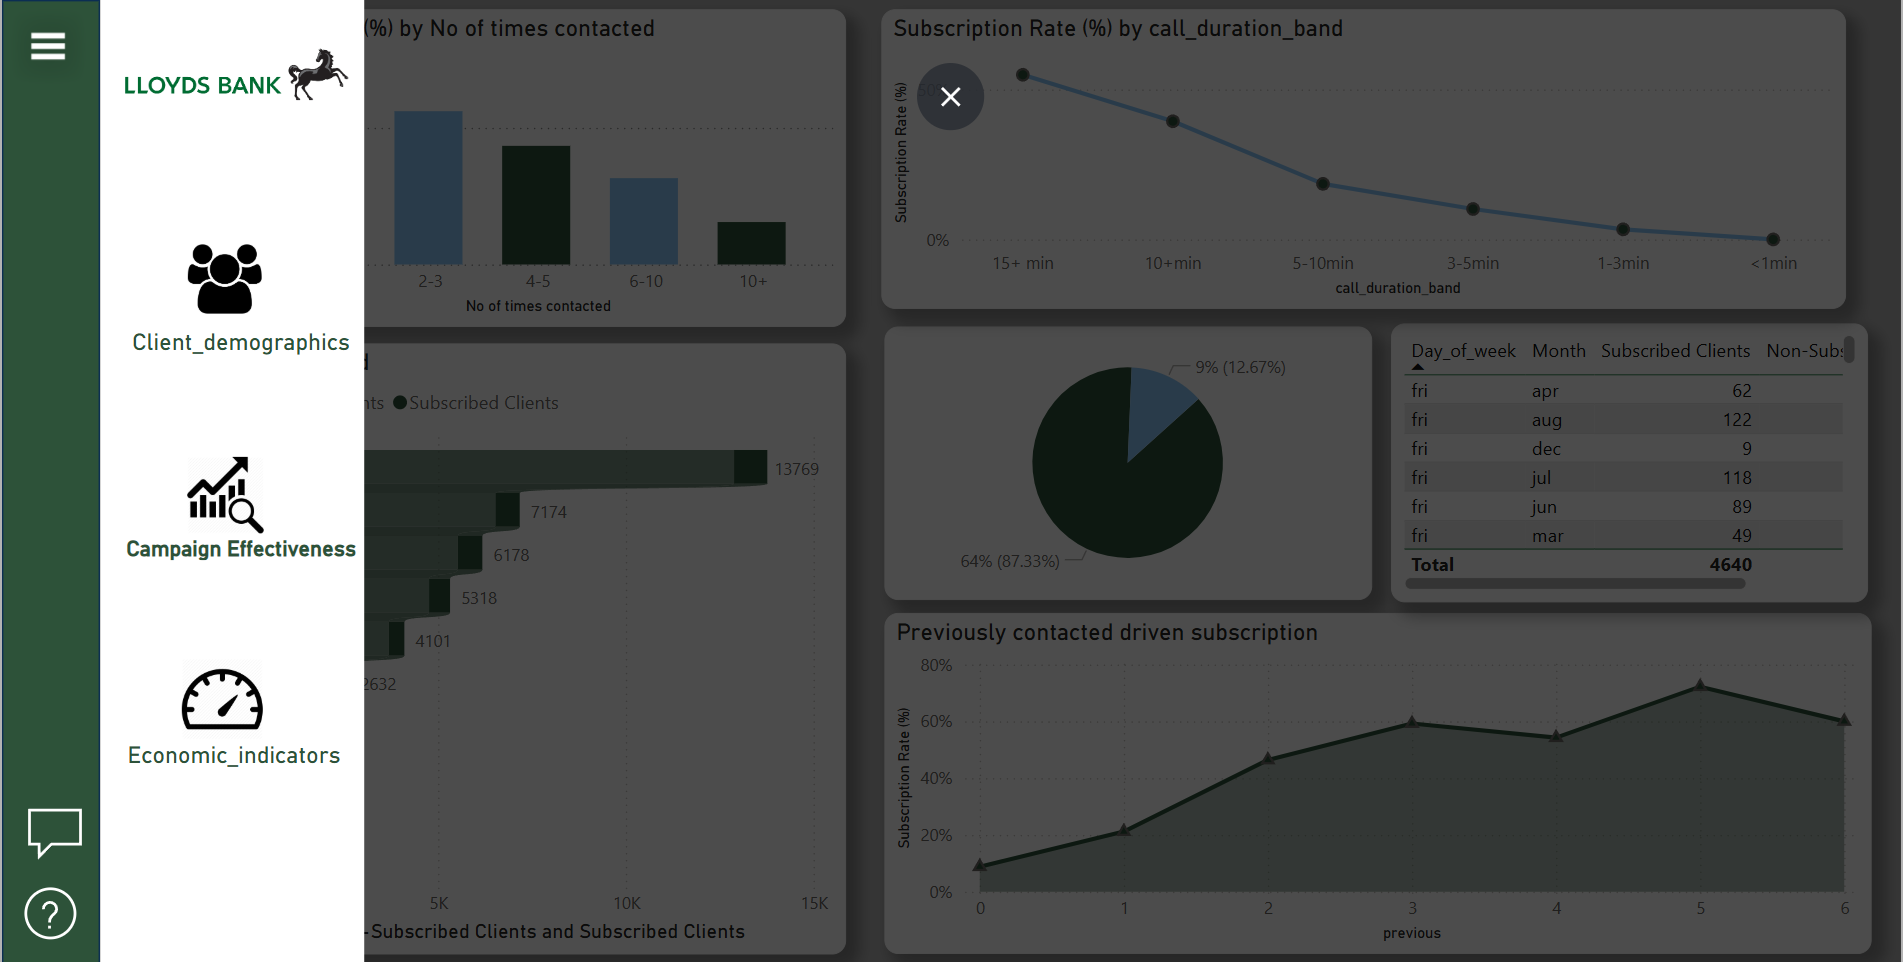 LLOYDS BANK
Client_demographics
Campaign Effectiveness
Economic_indicators
?
(%) by No of times contacted
2-3 4-5 6-10 10+
No of times contacted
Subscription Rate (%) by call_duration_band
Subscription Rate (%)
50%
0%
15+ min 10+min 5-10min 3-5min 1-3min <1min
call_duration_band
d
nts Subscribed Clients
13769
7174
6178
5318
4101
2632
5K 10K 15K
-Subscribed Clients and Subscribed Clients
9% (12.67%)
64% (87.33%)
Day_of_week Month Subscribed Clients Non-Subs
fri apr 62
fri aug 122
fri dec 9
fri jul 118
fri jun 89
fri mar 49
Total 4640
Previously contacted driven subscription
Subscription Rate (%)
80%
60%
40%
20%
0%
0 1 2 3 4 5 6
previous